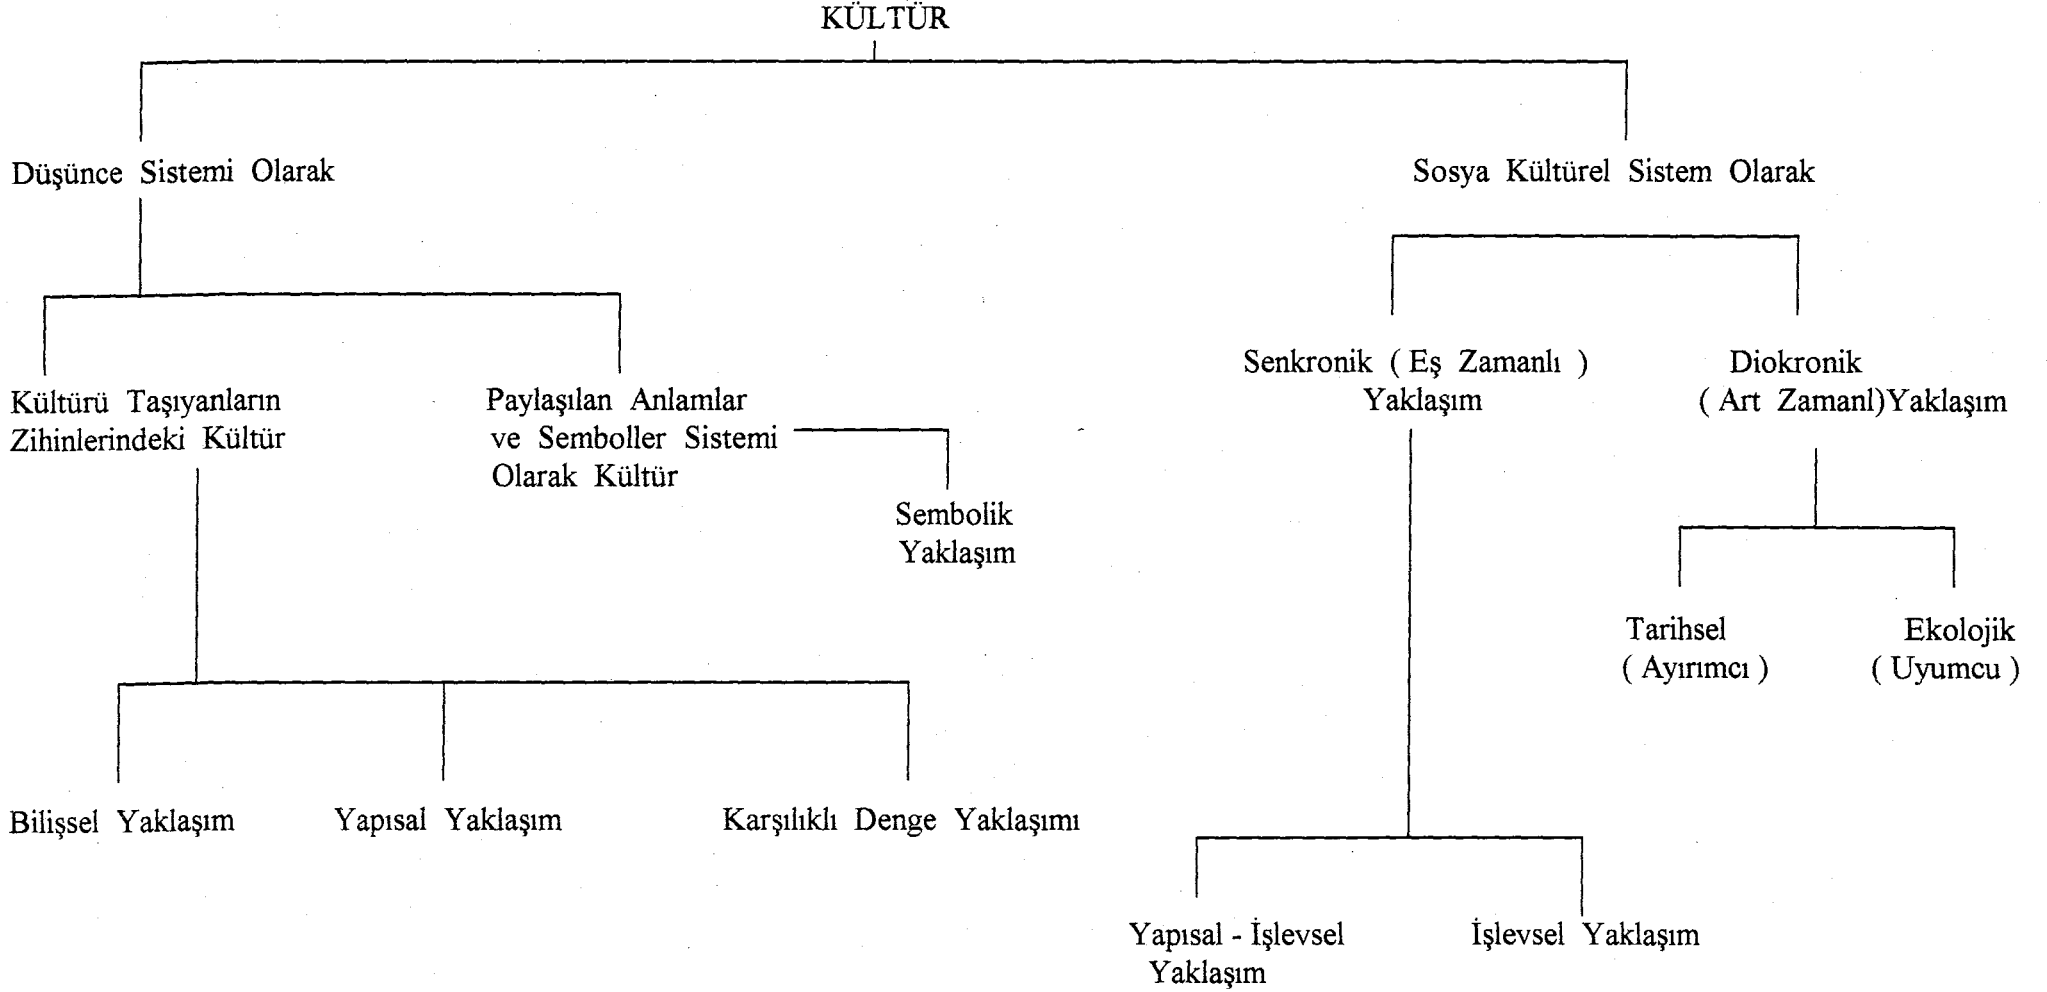 KÜLTÜR
Düşünce Sistemi Olarak
Sosya Kültürel Sistem Olarak
Kültürü Taşıyanların
Zihinlerindeki Kültür
Paylaşılan Anlamlar
ve Semboller Sistemi
Olarak Kültür
Sembolik
Yaklaşım
Senkronik ( Eş Zamanlı )
Yaklaşım
Diokronik
( Art Zamanl)Yaklaşım
Tarihsel
( Ayırımcı )
Ekolojik
( Uyumcu )
Bilişsel Yaklaşım
Yapısal Yaklaşım
Karşılıklı Denge Yaklaşımı
Yapısal - İşlevsel
Yaklaşım
İşlevsel Yaklaşım